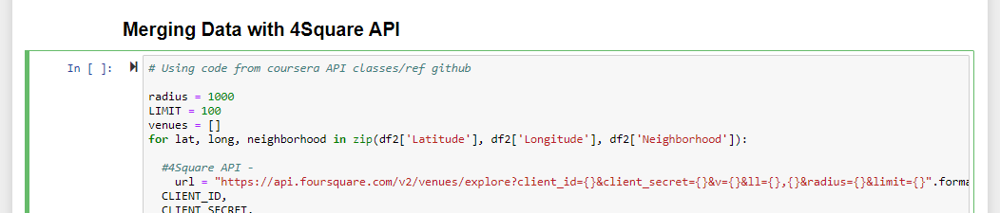 Merging Data with 4Square API
In [ ]: # Using code from coursera API classes/ref github
radius = 1000
LIMIT = 100
venues = []
for lat, long, neighborhood in zip(df2['Latitude'], df2['Longitude'], df2['Neighborhood']):
#4Square API -
url = "https://api.foursquare.com/v2/venues/explore?client_id={}&client_secret={}&v={}&ll={},{}&radius={}&limit={}".forma
CLIENT_ID,
CLIENT_SECRET,